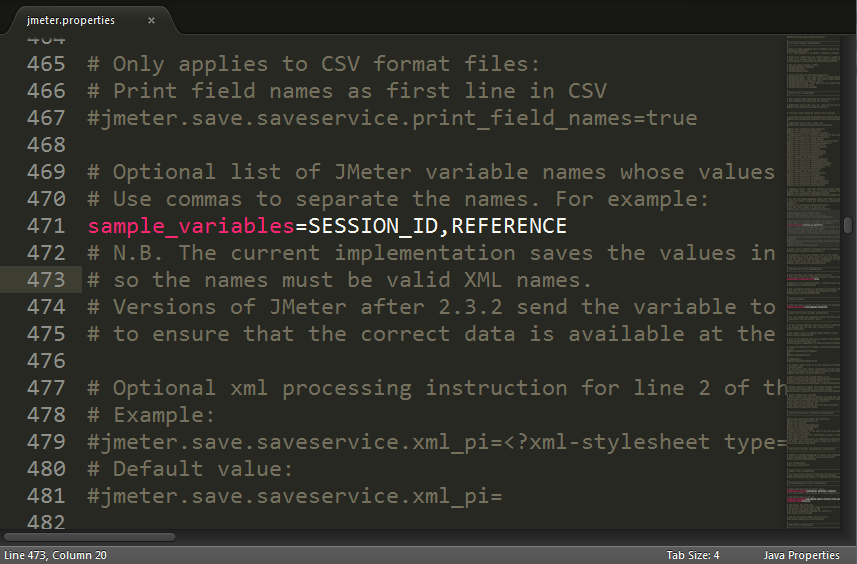 jmeter.properties ×
464
465 # Only applies to CSV format files:
466 # Print field names as first line in CSV
467 #jmeter.save.saveservice.print_field_names=true
468
469 # Optional list of JMeter variable names whose values
470 # Use commas to separate the names. For example:
471 sample_variables=SESSION_ID,REFERENCE
472 # N.B. The current implementation saves the values in
473 # so the names must be valid XML names.
474 # Versions of JMeter after 2.3.2 send the variable to
475 # to ensure that the correct data is available at the
476
477 # Optional xml processing instruction for line 2 of th
478 # Example:
479 #jmeter.save.saveservice.xml_pi=<?xml-stylesheet type=
480 # Default value:
481 #jmeter.save.saveservice.xml_pi=
482
Line 473, Column 20 Tab Size: 4 Java Properties